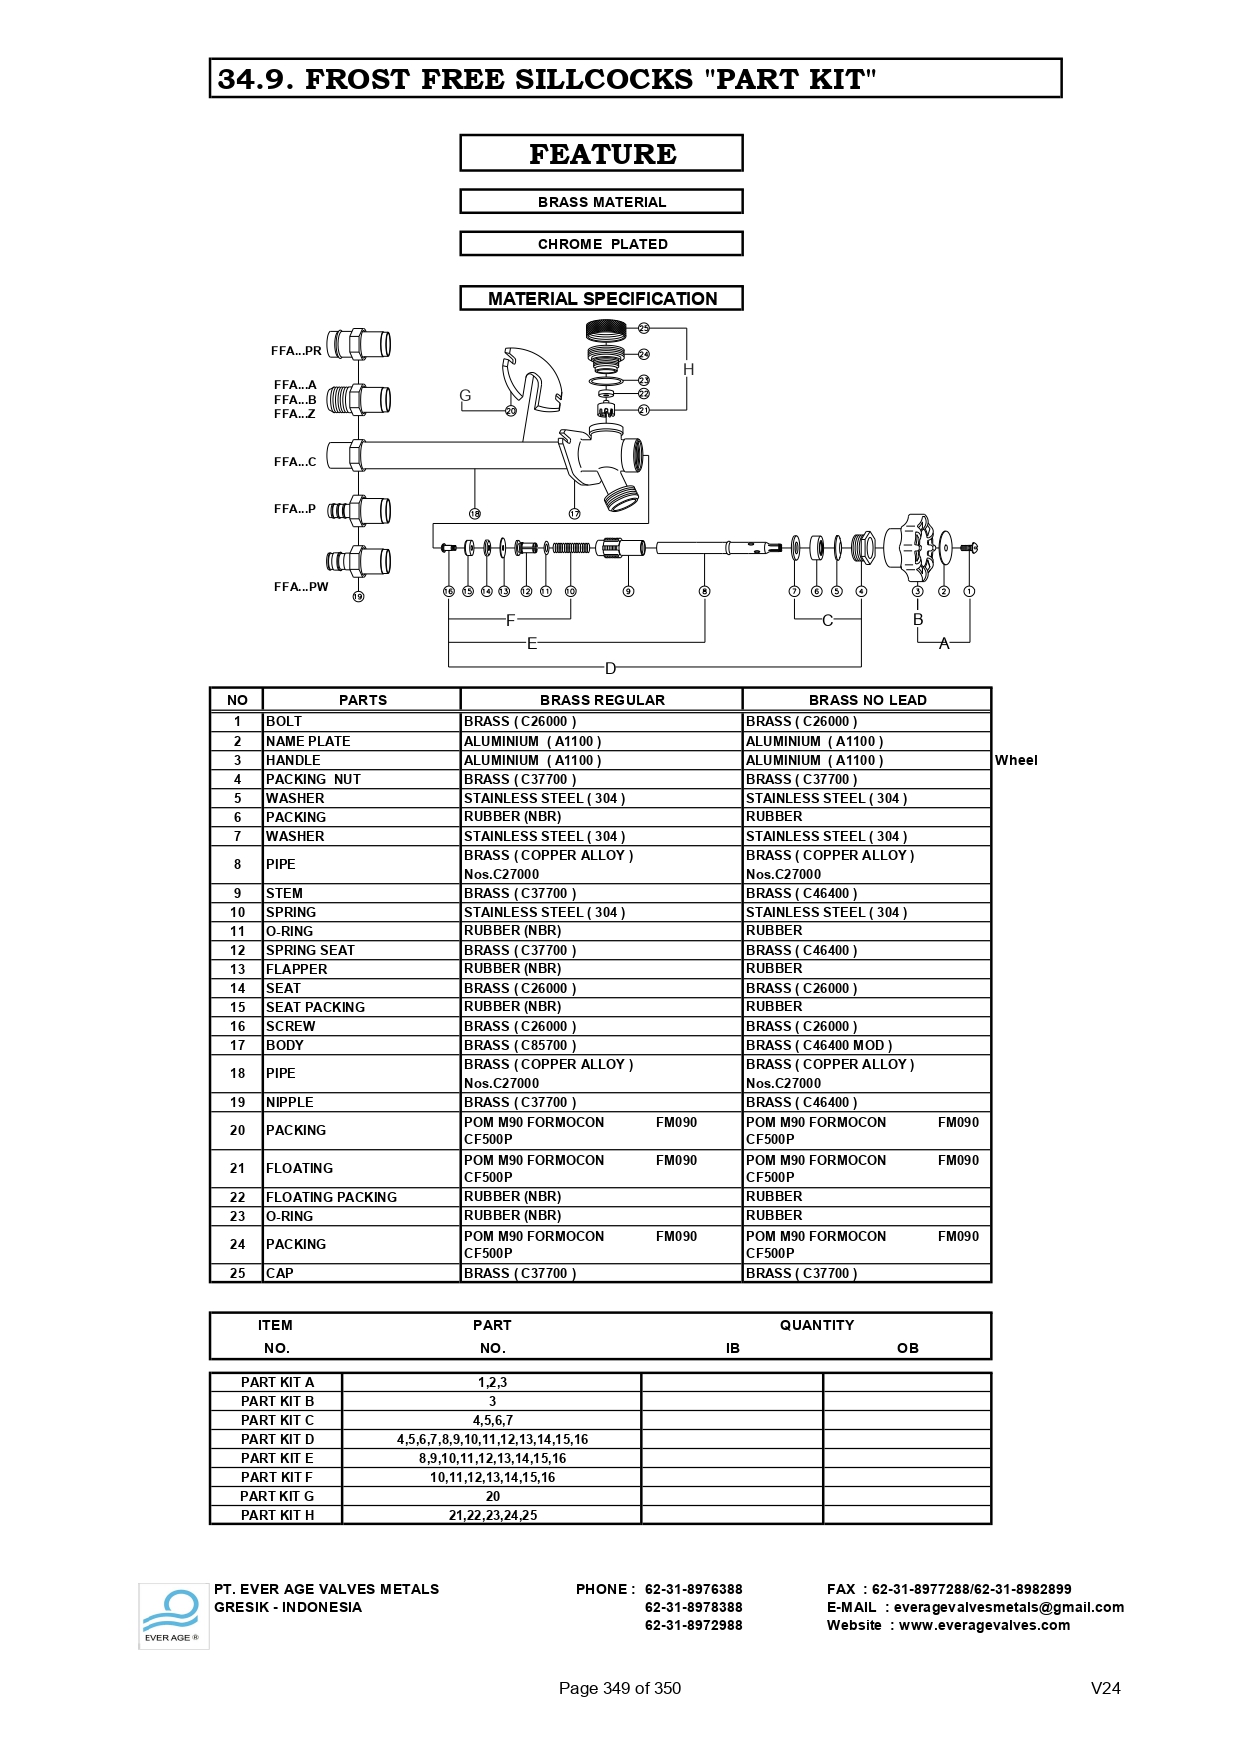 34.9. FROST FREE SILLCOCKS "PART KIT"
FEATURE
BRASS MATERIAL
CHROME PLATED
MATERIAL SPECIFICATION
FFA...PR
FFA...A
FFA...B
FFA...Z
FFA...C
FFA...P
FFA...PW
19
G
20
18
17
25
24
23
22
21
H
16 15 14 13 12 11 10 9 8 7 6 5 4 3 2 1
F
E
D
C
B
A
NO PARTS BRASS REGULAR BRASS NO LEAD
1 BOLT BRASS ( C26000 ) BRASS ( C26000 )
2 NAME PLATE ALUMINIUM ( A1100 ) ALUMINIUM ( A1100 )
3 HANDLE ALUMINIUM ( A1100 ) ALUMINIUM ( A1100 ) Wheel
4 PACKING NUT BRASS ( C37700 ) BRASS ( C37700 )
5 WASHER STAINLESS STEEL ( 304 ) STAINLESS STEEL ( 304 )
6 PACKING RUBBER (NBR) RUBBER
7 WASHER STAINLESS STEEL ( 304 ) STAINLESS STEEL ( 304 )
8 PIPE BRASS ( COPPER ALLOY ) BRASS ( COPPER ALLOY )
Nos.C27000 Nos.C27000
9 STEM BRASS ( C37700 ) BRASS ( C46400 )
10 SPRING STAINLESS STEEL ( 304 ) STAINLESS STEEL ( 304 )
11 O-RING RUBBER (NBR) RUBBER
12 SPRING SEAT BRASS ( C37700 ) BRASS ( C46400 )
13 FLAPPER RUBBER (NBR) RUBBER
14 SEAT BRASS ( C26000 ) BRASS ( C26000 )
15 SEAT PACKING RUBBER (NBR) RUBBER
16 SCREW BRASS ( C26000 ) BRASS ( C26000 )
17 BODY BRASS ( C85700 ) BRASS ( C46400 MOD )
18 PIPE BRASS ( COPPER ALLOY ) BRASS ( COPPER ALLOY )
Nos.C27000 Nos.C27000
19 NIPPLE BRASS ( C37700 ) BRASS ( C46400 )
20 PACKING POM M90 FORMOCON FM090 POM M90 FORMOCON FM090
CF500P CF500P
21 FLOATING POM M90 FORMOCON FM090 POM M90 FORMOCON FM090
CF500P CF500P
22 FLOATING PACKING RUBBER (NBR) RUBBER
23 O-RING RUBBER (NBR) RUBBER
24 PACKING POM M90 FORMOCON FM090 POM M90 FORMOCON FM090
CF500P CF500P
25 CAP BRASS ( C37700 ) BRASS ( C37700 )
ITEM PART QUANTITY
NO. NO. IB OB
PART KIT A 1,2,3
PART KIT B 3
PART KIT C 4,5,6,7
PART KIT D 4,5,6,7,8,9,10,11,12,13,14,15,16
PART KIT E 8,9,10,11,12,13,14,15,16
PART KIT F 10,11,12,13,14,15,16
PART KIT G 20
PART KIT H 21,22,23,24,25
EVER AGE ®
PT. EVER AGE VALVES METALS PHONE : 62-31-8976388 FAX : 62-31-8977288/62-31-8982899
GRESIK - INDONESIA 62-31-8978388 E-MAIL : everagevalvesmetals@gmail.com
62-31-8972988 Website : www.everagevalves.com
Page 349 of 350 V24